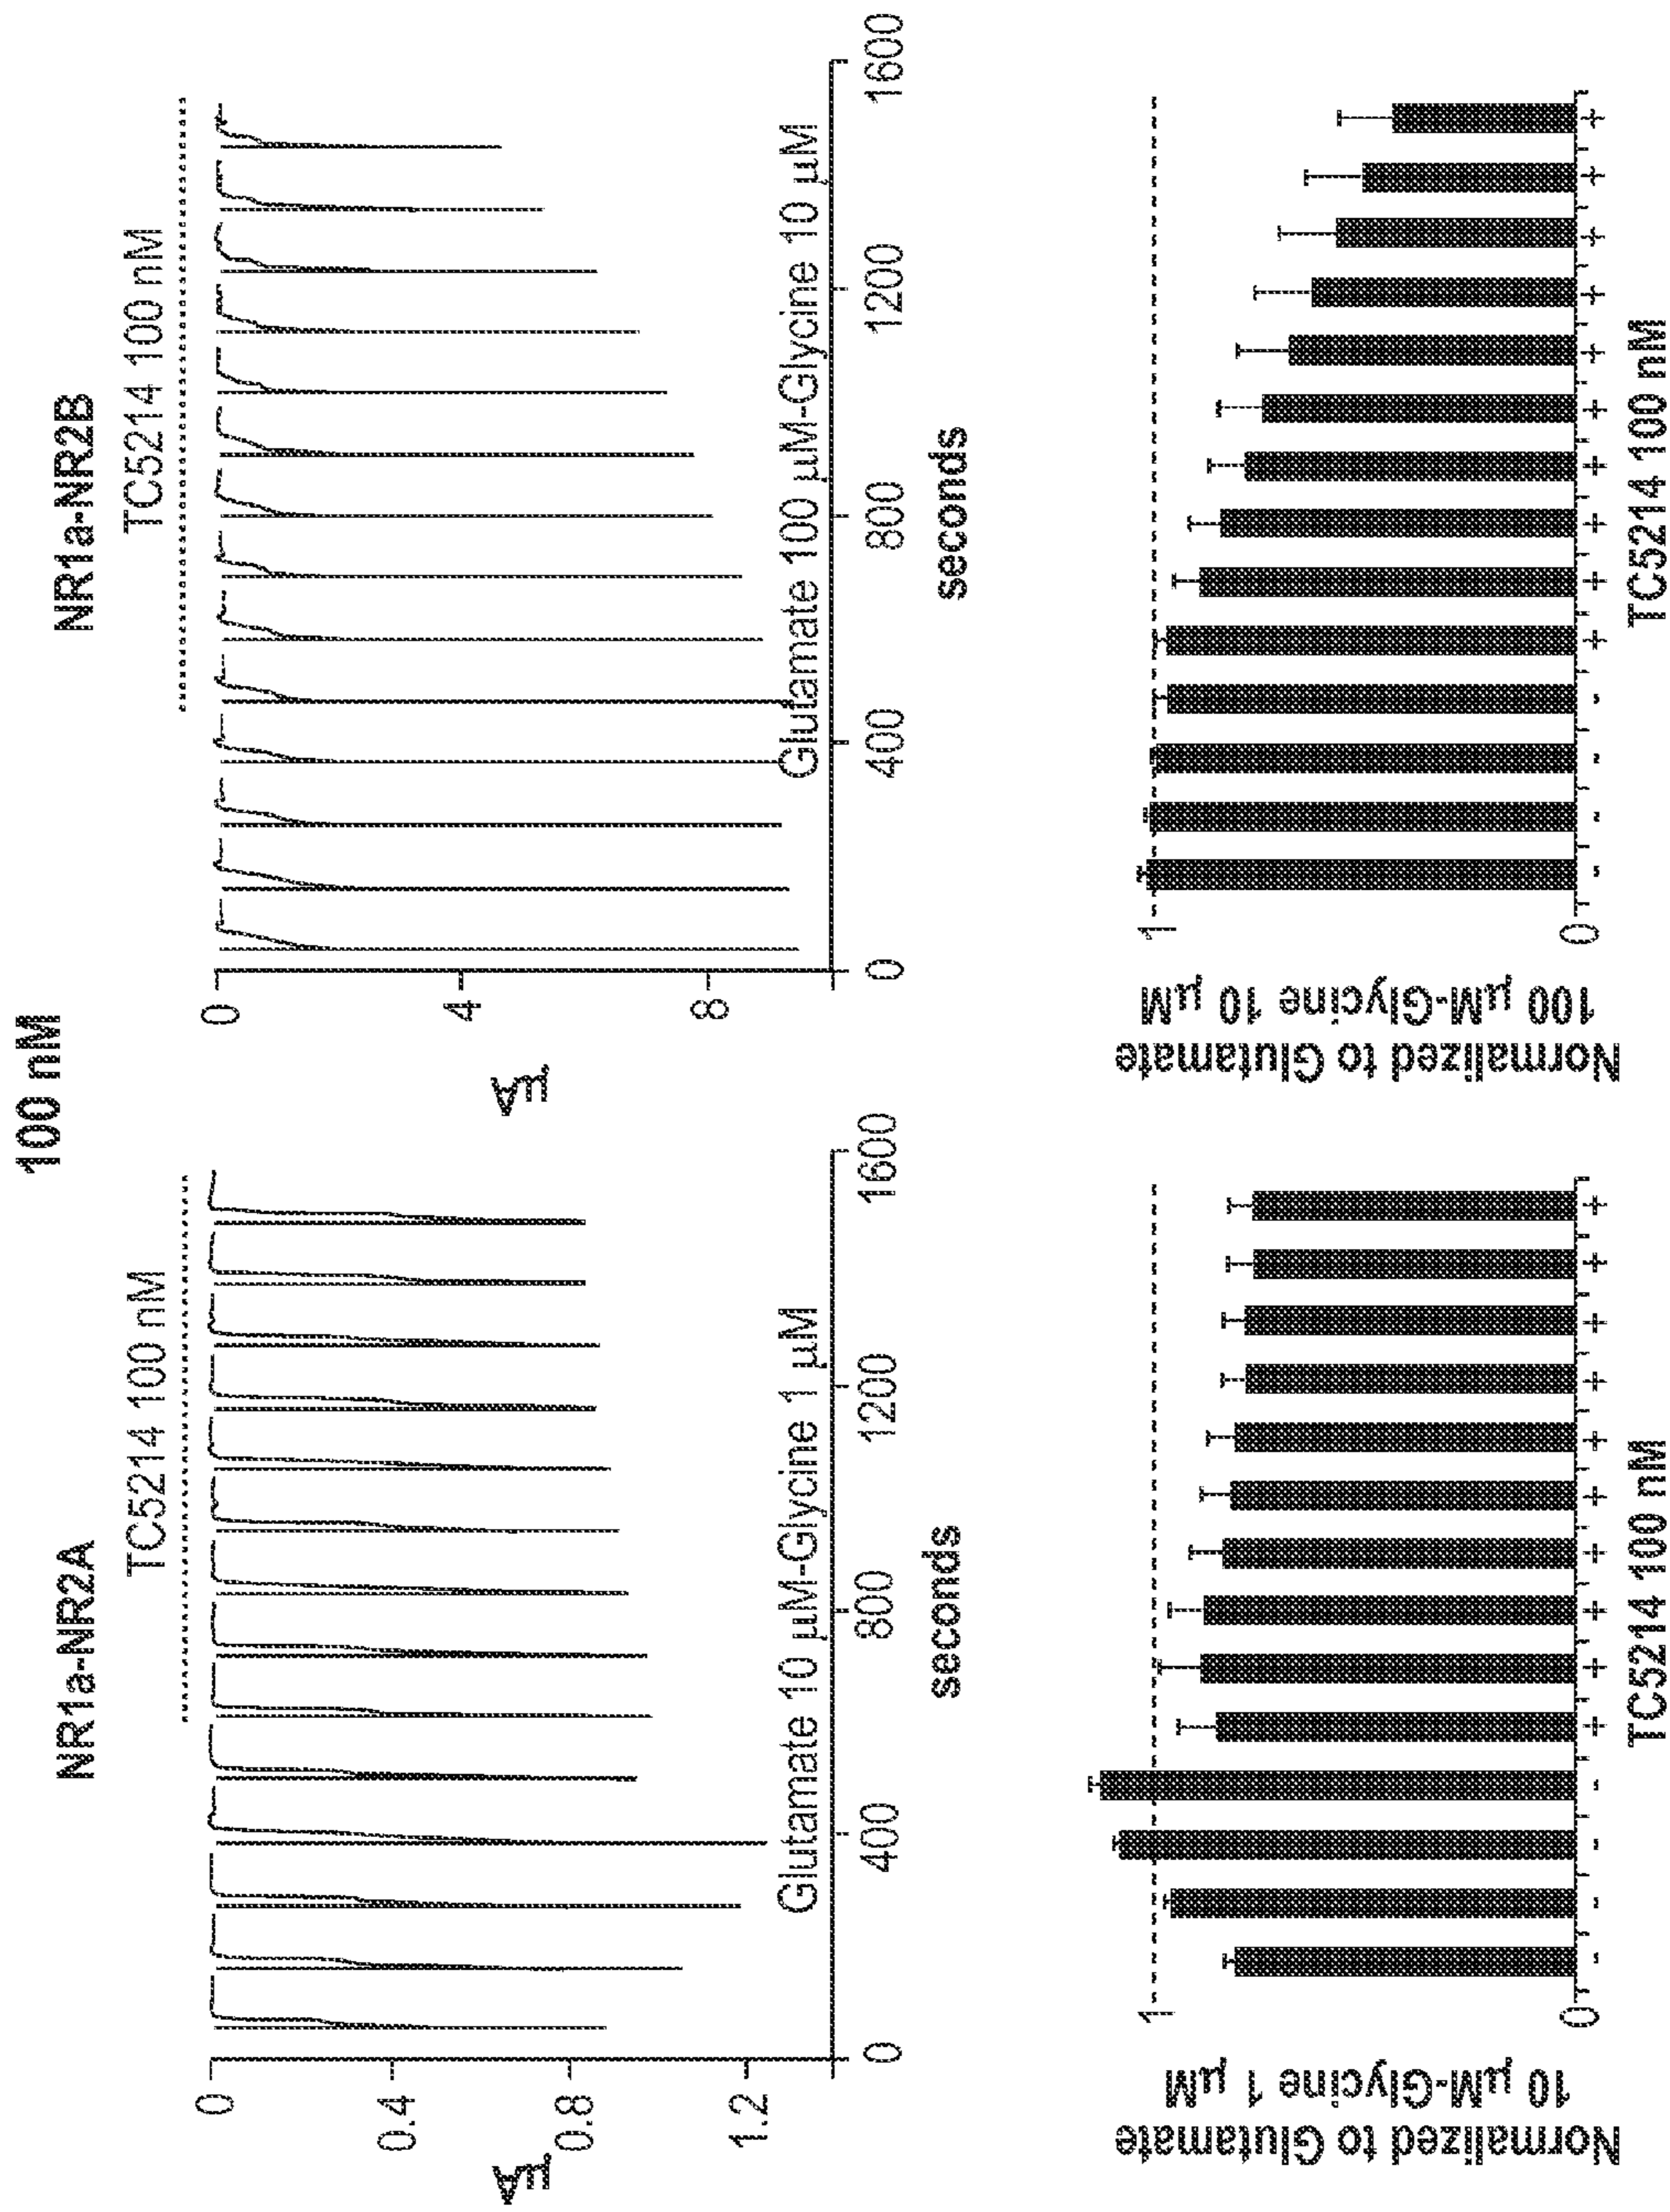 100 nM
NR1a-NR2A
TC5214 100 nM
0
0.4
0.8
1.2
µA
Glutamate 10 µM-Glycine 1 µM
0 400 800 1200 1600
seconds
NR1a-NR2B
TC5214 100 nM
0
4
8
µA
Glutamate 100 µM-Glycine 10 µM
0 400 800 1200 1600
seconds
Normalized to Glutamate
10 µM-Glycine 1 µM
1
0
- - - - + + + + + + + + + +
TC5214 100 nM
Normalized to Glutamate
100 µM-Glycine 10 µM
1
0
- - - - + + + + + + + + + +
TC5214 100 nM